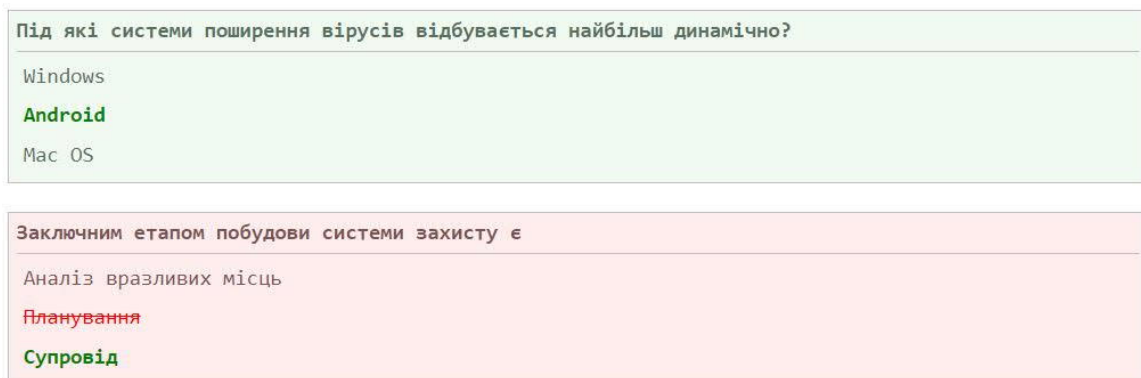 Під які системи поширення вірусів відбувається найбільш динамічно?
Windows
Android
Mac OS
Заключним етапом побудови системи захисту є
Аналіз вразливих місць
Планування
Супровід